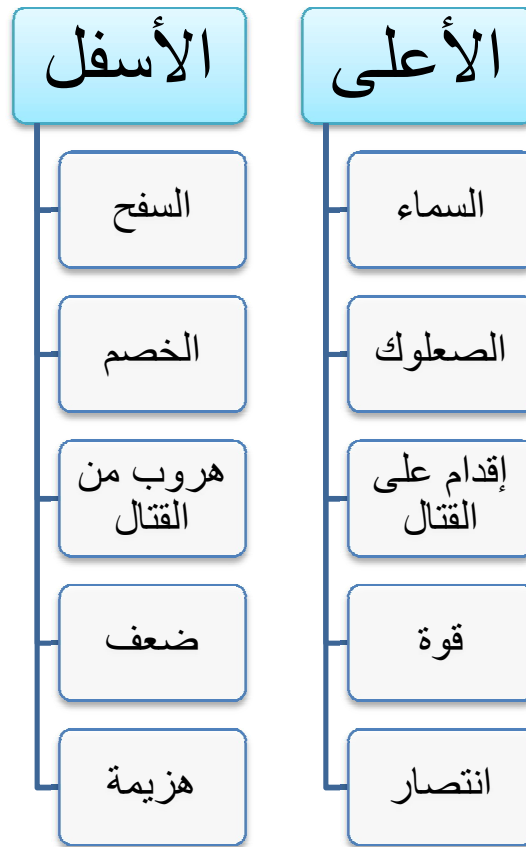 الأعلى
السماء
الصعلوك
إقدام على
القتال
قوة
انتصار
الأسفل
السفح
الخصم
هروب من
القتال
ضعف
هزيمة